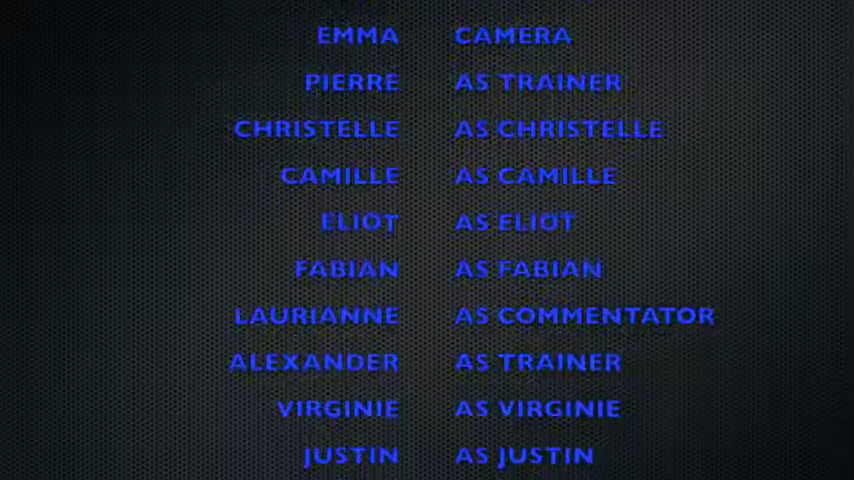 EMMA CAMERA
PIERRE AS TRAINER
CHRISTELLE AS CHRISTELLE
CAMILLE AS CAMILLE
ELIOT AS ELIOT
FABIAN AS FABIAN
LAURIANNE AS COMMENTATOR
ALEXANDER AS TRAINER
VIRGINIE AS VIRGINIE
JUSTIN AS JUSTIN